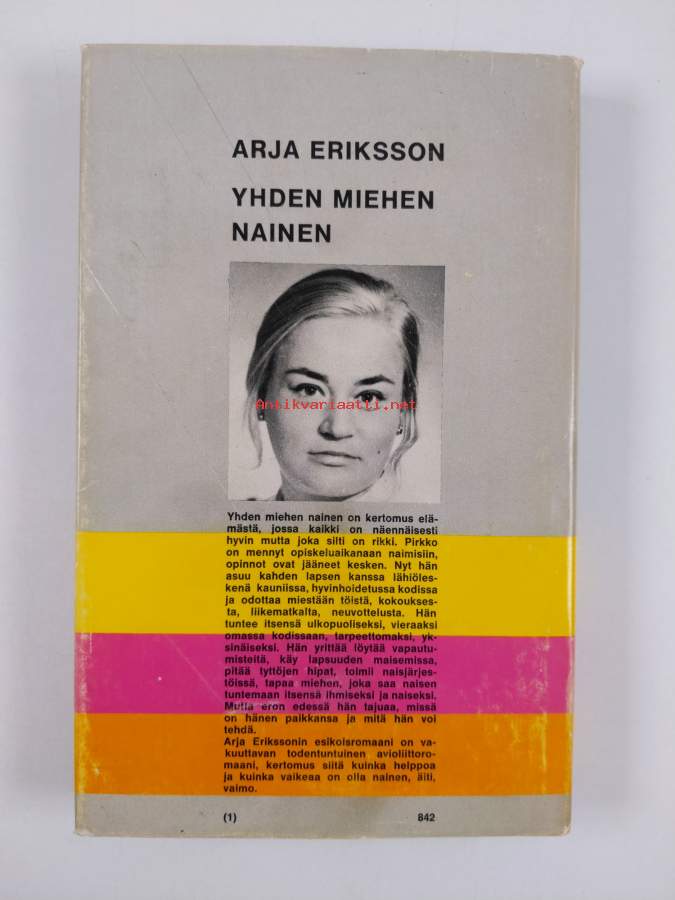 ARJA ERIKSSON
YHDEN MIEHEN
NAINEN
Antikvariaatti.net
Yhden miehen nainen on kertomus elä-
mästä, jossa kaikki on näennäisesti
hyvin mutta joka silti on rikki. Pirkko
on mennyt opiskeluaikanaan naimisiin,
opinnot ovat jääneet kesken. Nyt hän
asuu kahden lapsen kanssa lähiöles-
kenä kauniissa, hyvinhoidetussa kodissa
ja odottaa miestään töistä, kokoukses-
ta, liikematkalta, neuvottelusta. Hän
tuntee itsensä ulkopuoliseksi, vieraaksi
omassa kodissaan, tarpeettomaksi, yk-
sinäiseksi. Hän yrittää löytää vapautu-
misteitä, käy lapsuuden maisemissa,
pitää tyttöjen hipat, toimii naisjärjes-
töissä, tapaa miehen, joka saa naisen
tuntemaan itsensä ihmiseksi ja naiseksi.
Mutta eron edessä hän tajuaa, missä
on hänen paikkansa ja mitä hän voi
tehdä.
Arja Erikssonin esikoisromaani on va-
kuuttavan todentuntuinen avioliittoro-
maani, kertomus siitä kuinka helppoa
ja kuinka vaikeaa on olla nainen, äiti,
vaimo.
(1) 842